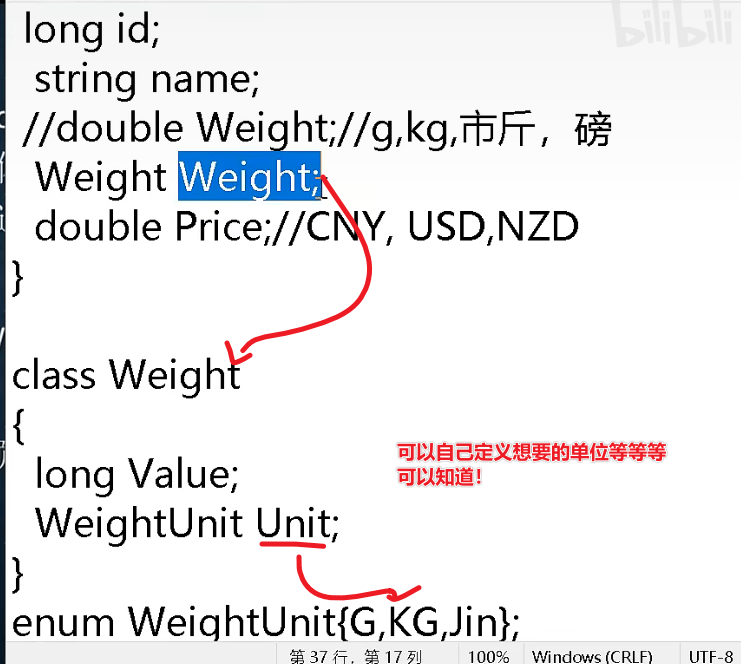 bilibili
long id;
string name;
//double Weight;//g,kg,市斤，磅
Weight Weight;
double Price;//CNY, USD,NZD
}
class Weight
{
可以自己定义想要的单位等等等
可以知道！
long Value;
WeightUnit Unit;
}
enum WeightUnit{G,KG,Jin};
第 37 行，第 17 列 100% Windows (CRLF) UTF-8